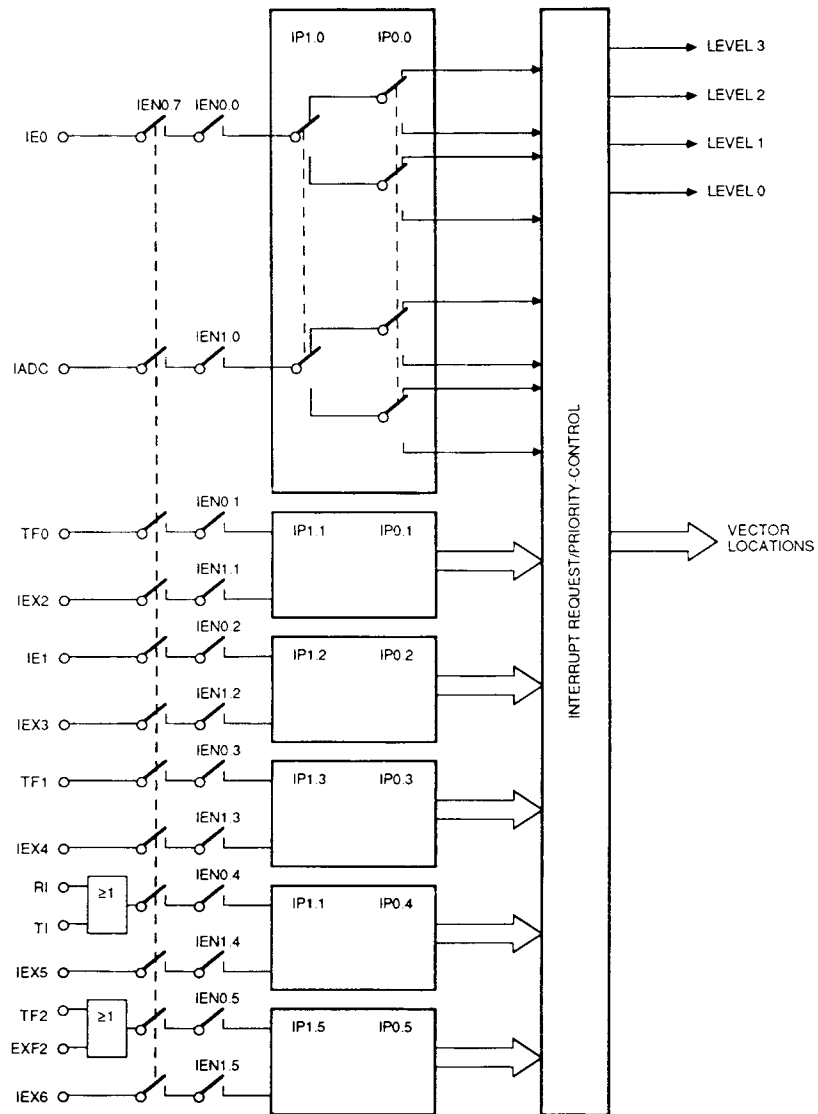 IP1.0 IP0.0
LEVEL 3
LEVEL 2
LEVEL 1
LEVEL 0
IEN0.7 IEN0.0
IE0
IEN1.0
IADC
INTERRUPT REQUEST/PRIORITY-CONTROL
VECTOR
LOCATIONS
IEN0.1
TF0
IP1.1 IP0.1
IEN1.1
IEX2
IEN0.2
IE1
IP1.2 IP0.2
IEN1.2
IEX3
IEN0.3
TF1
IP1.3 IP0.3
IEN1.3
IEX4
IEN0.4
RI
≥1
TI
IP1.1 IP0.4
IEN1.4
IEX5
IEN0.5
TF2
≥1
EXF2
IP1.5 IP0.5
IEN1.5
IEX6